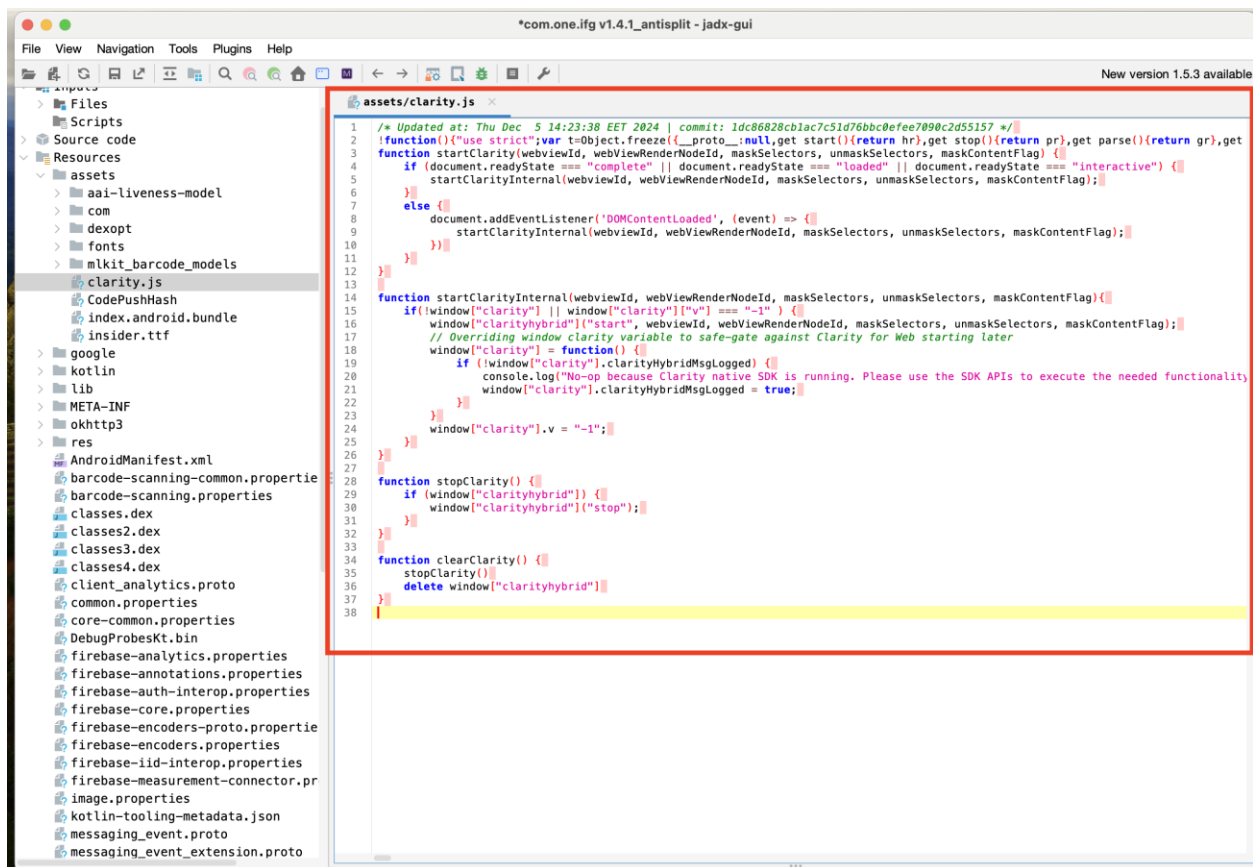 *com.one.ifg v1.4.1_antisplit - jadx-gui
File View Navigation Tools Plugins Help
New version 1.5.3 available
Inputs
Files
Scripts
Source code
Resources
assets
aai-liveness-model
com
dexopt
fonts
mlkit_barcode_models
clarity.js
CodePushHash
index.android.bundle
insider.ttf
google
kotlin
lib
META-INF
okhttp3
res
AndroidManifest.xml
barcode-scanning-common.propertie
barcode-scanning.properties
classes.dex
classes2.dex
classes3.dex
classes4.dex
client_analytics.proto
common.properties
core-common.properties
DebugProbesKt.bin
firebase-analytics.properties
firebase-annotations.properties
firebase-auth-interop.properties
firebase-core.properties
firebase-encoders-proto.propertie
firebase-encoders.properties
firebase-iid-interop.properties
firebase-measurement-connector.pr
image.properties
kotlin-tooling-metadata.json
messaging_event.proto
messaging_event_extension.proto
assets/clarity.js
1 /* Updated at: Thu Dec  5 14:23:38 EET 2024 | commit: 1dc86828cb1ac7c51d76bbc0efee7090c2d55157 */
2 !function(){"use strict";var t=Object.freeze({__proto__:null,get start(){return hr},get stop(){return pr},get parse(){return gr},get
3 function startClarity(webviewId, webViewRenderNodeId, maskSelectors, unmaskSelectors, maskContentFlag) {
4     if (document.readyState === "complete" || document.readyState === "loaded" || document.readyState === "interactive") {
5         startClarityInternal(webviewId, webViewRenderNodeId, maskSelectors, unmaskSelectors, maskContentFlag);
6     }
7     else {
8         document.addEventListener('DOMContentLoaded', (event) => {
9             startClarityInternal(webviewId, webViewRenderNodeId, maskSelectors, unmaskSelectors, maskContentFlag);
10         })
11     }
12 }
13
14 function startClarityInternal(webviewId, webViewRenderNodeId, maskSelectors, unmaskSelectors, maskContentFlag){
15     if(!window["clarity"] || window["clarity"]["v"] === "-1" ) {
16         window["clarityhybrid"]("start", webviewId, webViewRenderNodeId, maskSelectors, unmaskSelectors, maskContentFlag);
17         // Overriding window clarity variable to safe-gate against Clarity for Web starting later
18         window["clarity"] = function() {
19             if (!window["clarity"].clarityHybridMsgLogged) {
20                 console.log("No-op because Clarity native SDK is running. Please use the SDK APIs to execute the needed functionality
21                 window["clarity"].clarityHybridMsgLogged = true;
22             }
23         }
24         window["clarity"].v = "-1";
25     }
26 }
27
28 function stopClarity() {
29     if (window["clarityhybrid"]) {
30         window["clarityhybrid"]("stop");
31     }
32 }
33
34 function clearClarity() {
35     stopClarity()
36     delete window["clarityhybrid"]
37 }
38